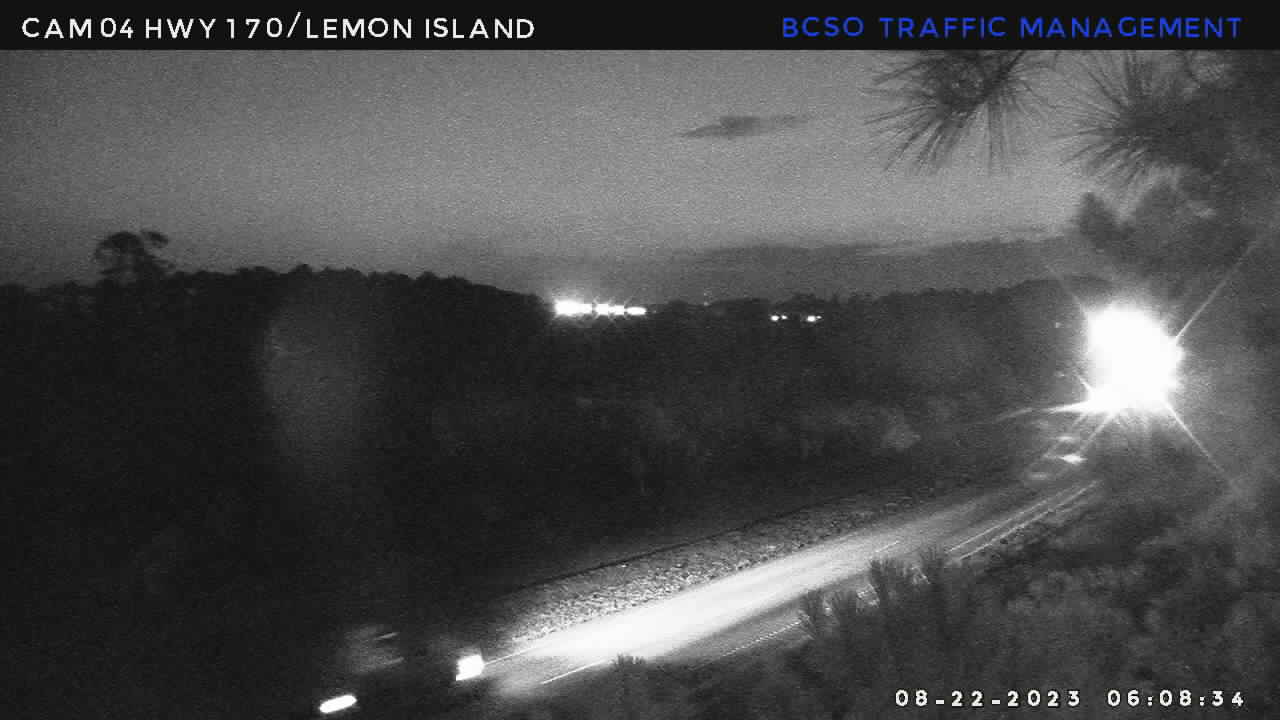 CAM04 HWY 170/LEMON ISLAND
BCSO TRAFFIC MANAGEMENT
08-22-2023 06:08:34